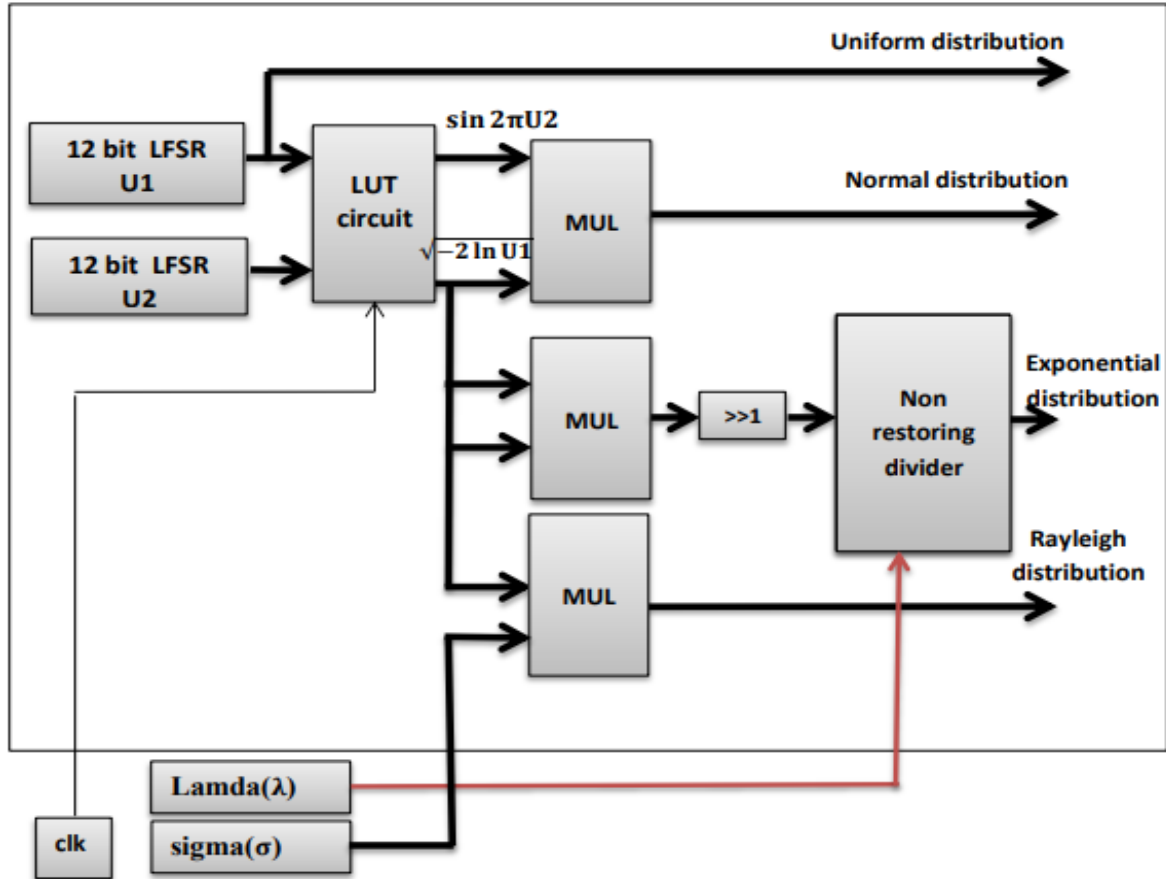 Uniform distribution
12 bit LFSR
U1
12 bit LFSR
U2
LUT
circuit
sin 2πU2
√−2 ln U1
MUL
Normal distribution
MUL
>>1
Non
restoring
divider
Exponential
distribution
MUL
Rayleigh
distribution
Lamda(λ)
sigma(σ)
clk